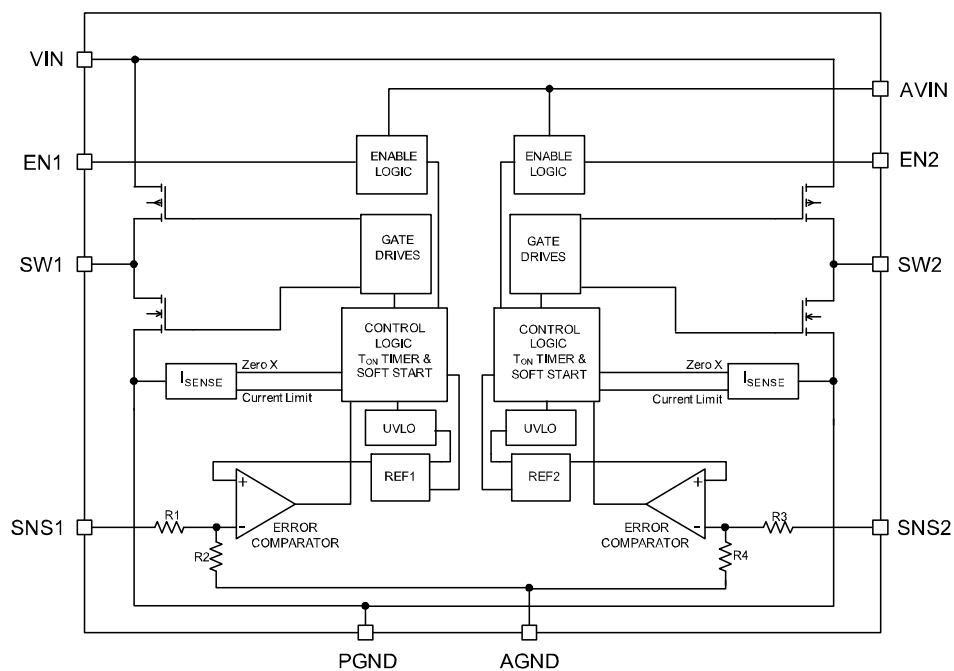 VIN
AVIN
EN1
ENABLE
LOGIC
ENABLE
LOGIC
EN2
GATE
DRIVES
GATE
DRIVES
SW1
SW2
CONTROL
LOGIC
TON TIMER &
SOFT START
CONTROL
LOGIC
TON TIMER &
SOFT START
ISENSE
Zero X
Current Limit
Zero X
Current Limit
ISENSE
UVLO
UVLO
REF1
REF2
+
-
+
-
SNS1
R1
R2
ERROR
COMPARATOR
ERROR
COMPARATOR
R3
R4
SNS2
PGND
AGND